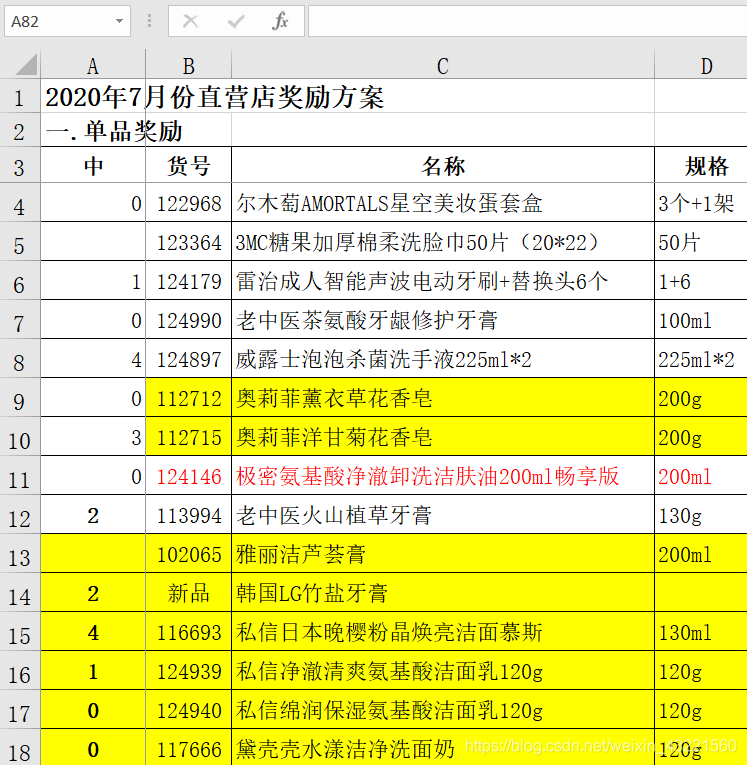 A82
fx
A B C D
1 2020年7月份直营店奖励方案
2 一.单品奖励
3 中 货号 名称 规格
4 0 122968 尔木萄AMORTALS星空美妆蛋套盒 3个+1架
5 123364 3MC糖果加厚棉柔洗脸巾50片（20*22） 50片
6 1 124179 雷治成人智能声波电动牙刷+替换头6个 1+6
7 0 124990 老中医茶氨酸牙龈修护牙膏 100ml
8 4 124897 威露士泡泡杀菌洗手液225ml*2 225ml*2
9 0 112712 奥莉菲薰衣草花香皂 200g
10 3 112715 奥莉菲洋甘菊花香皂 200g
11 0 124146 极密氨基酸净澈卸洗洁肤油200ml畅享版 200ml
12 2 113994 老中医火山植草牙膏 130g
13 102065 雅丽洁芦荟膏 200ml
14 2 新品 韩国LG竹盐牙膏
15 4 116693 私信日本晚樱粉晶焕亮洁面慕斯 130ml
16 1 124939 私信净澈清爽氨基酸洁面乳120g 120g
17 0 124940 私信绵润保湿氨基酸洁面乳120g 120g
18 0 117666 黛壳壳水漾洁净洗面奶 120g